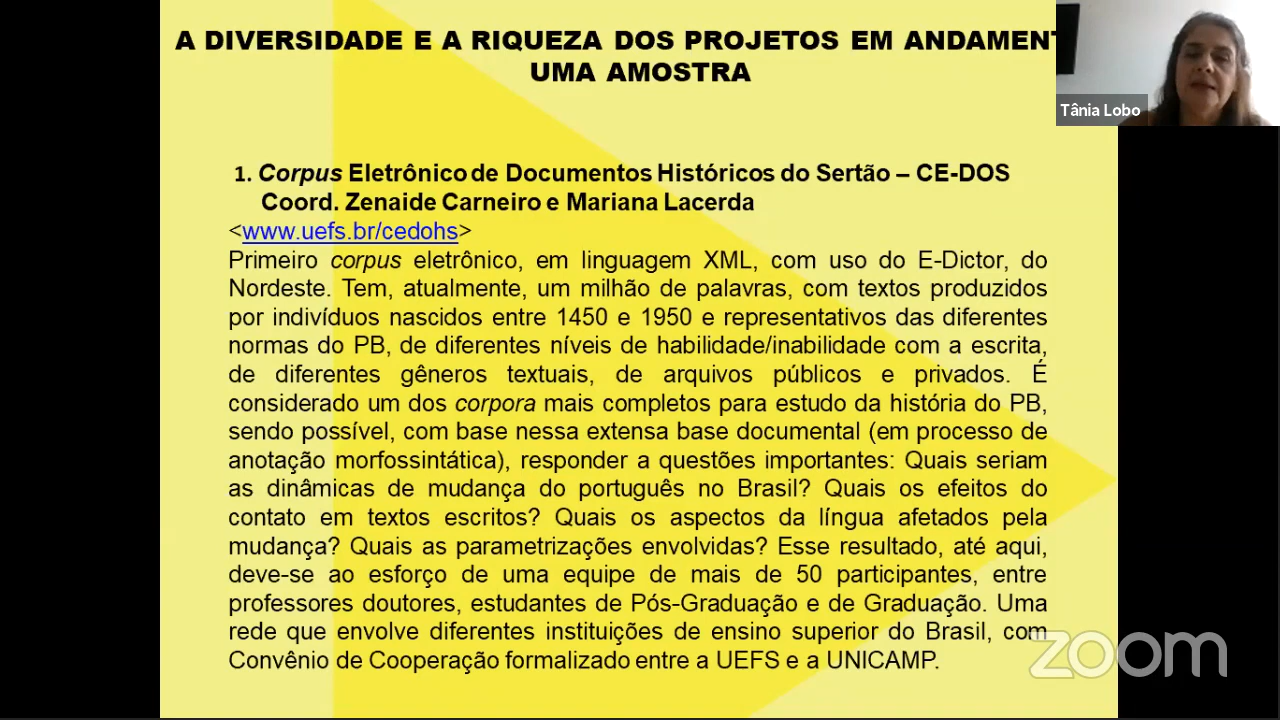 A DIVERSIDADE E A RIQUEZA DOS PROJETOS EM ANDAMENT
UMA AMOSTRA
Tânia Lobo
1. Corpus Eletrônico de Documentos Históricos do Sertão – CE-DOS
Coord. Zenaide Carneiro e Mariana Lacerda
<www.uefs.br/cedohs>
Primeiro corpus eletrônico, em linguagem XML, com uso do E-Dictor, do
Nordeste. Tem, atualmente, um milhão de palavras, com textos produzidos
por indivíduos nascidos entre 1450 e 1950 e representativos das diferentes
normas do PB, de diferentes níveis de habilidade/inabilidade com a escrita,
de diferentes gêneros textuais, de arquivos públicos e privados. É
considerado um dos corpora mais completos para estudo da história do PB,
sendo possível, com base nessa extensa base documental (em processo de
anotação morfossintática), responder a questões importantes: Quais seriam
as dinâmicas de mudança do português no Brasil? Quais os efeitos do
contato em textos escritos? Quais os aspectos da língua afetados pela
mudança? Quais as parametrizações envolvidas? Esse resultado, até aqui,
deve-se ao esforço de uma equipe de mais de 50 participantes, entre
professores doutores, estudantes de Pós-Graduação e de Graduação. Uma
rede que envolve diferentes instituições de ensino superior do Brasil, com
Convênio de Cooperação formalizado entre a UEFS e a UNICAMP.
zoom